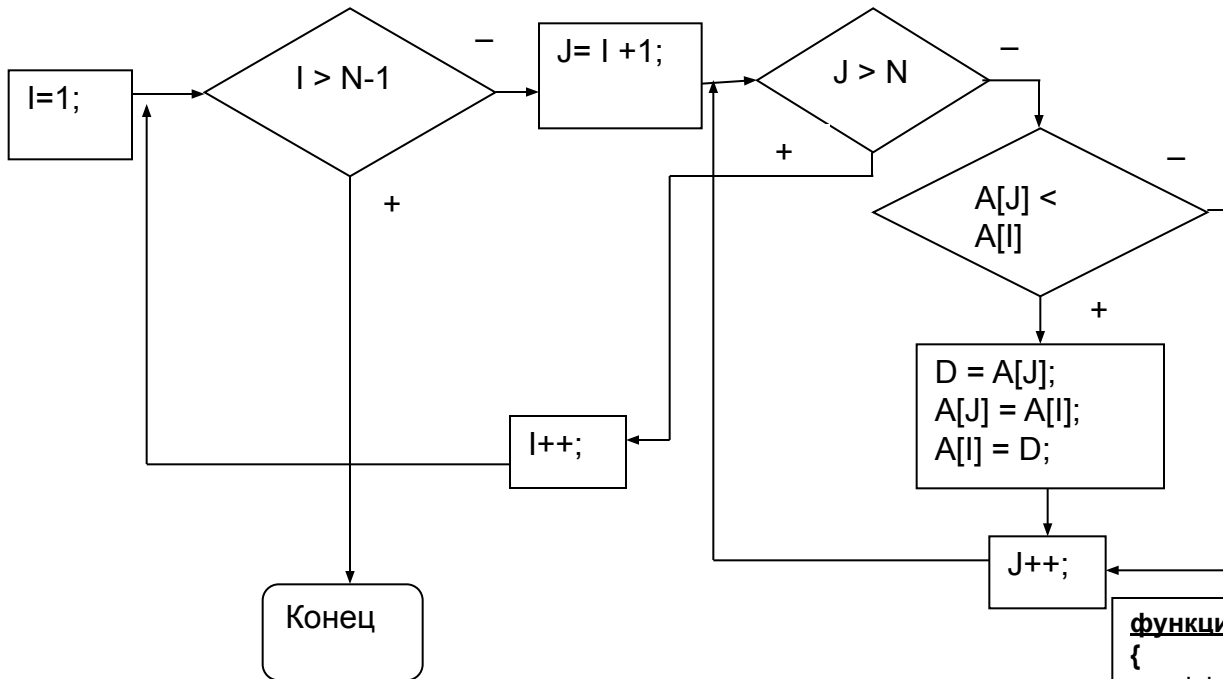 I=1;
I > N-1
–
+
J= I +1;
J > N
–
+
A[J] <
A[I]
–
+
D = A[J];
A[J] = A[I];
A[I] = D;
I++;
J++;
Конец
{